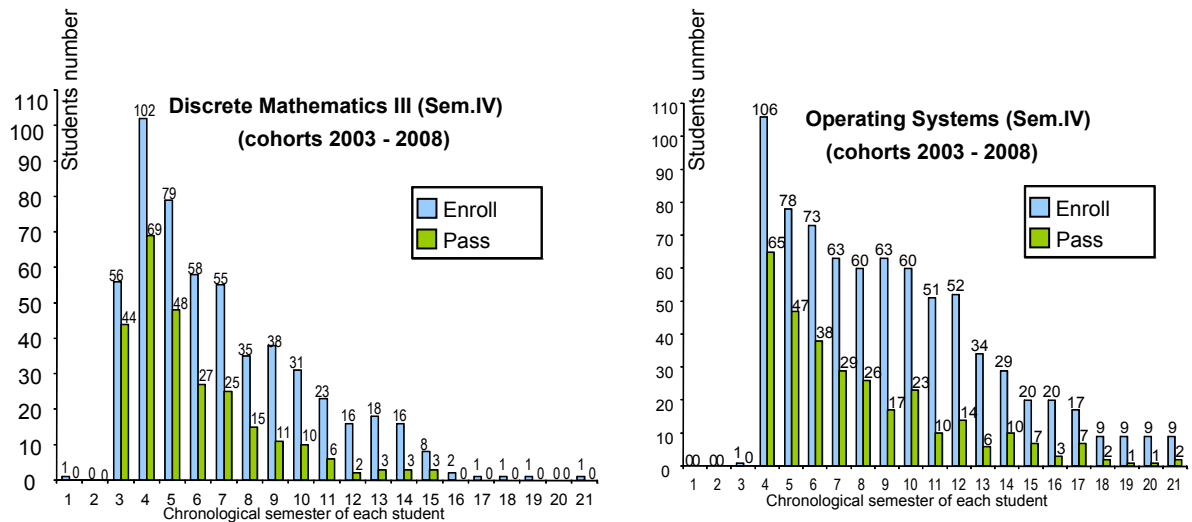 Students number
Discrete Mathematics III (Sem.IV)
(cohorts 2003 - 2008)
Enroll
Pass
110
100
90
80
70
60
50
40
30
20
10
0
1 0 0 0 56 44 102 69 79 48 58 27 55 25 35 15 38 11 31 10 23 6 16 2 18 3 16 3 8 3 2 0 1 0 1 0 1 0 0 0 1 0
1 2 3 4 5 6 7 8 9 10 11 12 13 14 15 16 17 18 19 20 21
Chronological semester of each student
Students unmber
Operating Systems (Sem.IV)
(cohorts 2003 - 2008)
Enroll
Pass
110
100
90
80
70
60
50
40
30
20
10
0
0 0 0 0 1 0 106 65 78 47 73 38 63 29 60 26 63 17 60 23 51 10 52 14 34 6 29 10 20 7 20 3 17 7 9 2 9 1 9 1 9 2
1 2 3 4 5 6 7 8 9 10 11 12 13 14 15 16 17 18 19 20 21
Chronological semester of each student